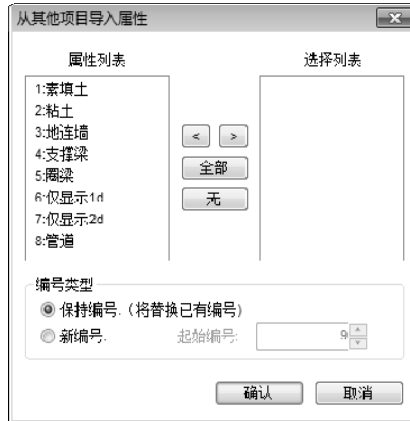 从其他项目导入属性
属性列表
选择列表
1:素填土
2:粘土
3:地连墙
4:支撑梁
5:圈梁
6:仅显示1d
7:仅显示2d
8:管道
<
>
全部
无
编号类型
保持编号. (将替换已有编号)
新编号.
起始编号:
9
确认
取消